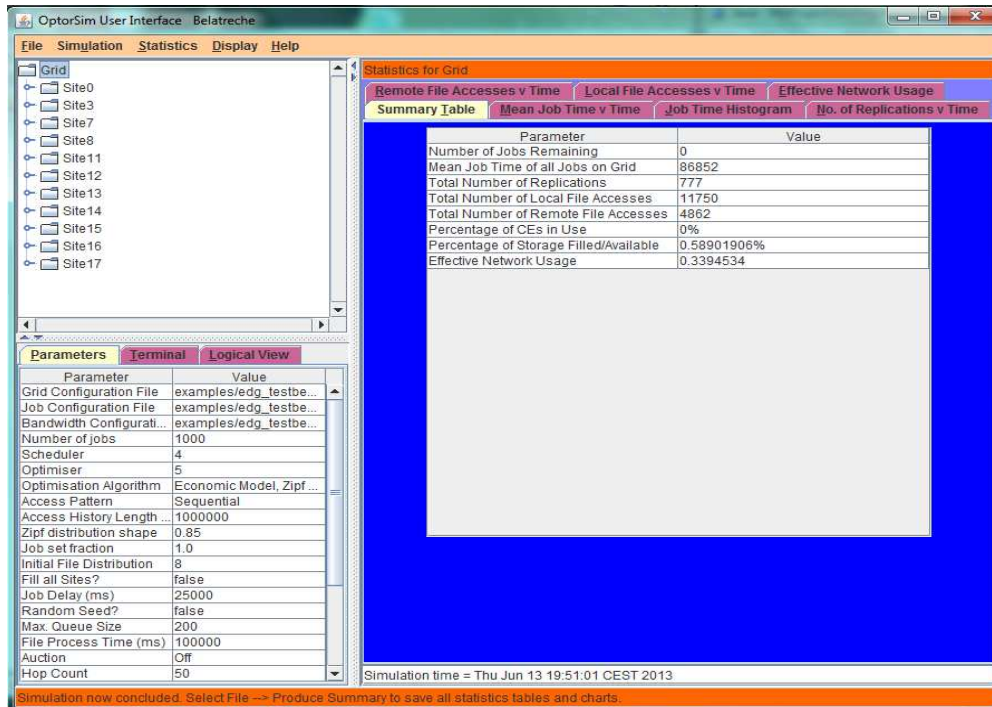 OptorSim User Interface Belatreche
File Simulation Statistics Display Help
Grid
Site0
Site3
Site7
Site8
Site11
Site12
Site13
Site14
Site15
Site16
Site17
Parameters Terminal Logical View
Parameter Value
Grid Configuration File examples/edg_testbe...
Job Configuration File examples/edg_testbe...
Bandwidth Configurati... examples/edg_testbe...
Number of jobs 1000
Scheduler 4
Optimiser 5
Optimisation Algorithm Economic Model, Zipf ...
Access Pattern Sequential
Access History Length ... 1000000
Zipf distribution shape 0.85
Job set fraction 1.0
Initial File Distribution 8
Fill all Sites? false
Job Delay (ms) 25000
Random Seed? false
Max. Queue Size 200
File Process Time (ms) 100000
Auction Off
Hop Count 50
Statistics for Grid
Remote File Accesses v Time Local File Accesses v Time Effective Network Usage
Summary Table Mean Job Time v Time Job Time Histogram No. of Replications v Time
Parameter Value
Number of Jobs Remaining 0
Mean Job Time of all Jobs on Grid 86852
Total Number of Replications 777
Total Number of Local File Accesses 11750
Total Number of Remote File Accesses 4862
Percentage of CEs in Use 0%
Percentage of Storage Filled/Available 0.58901906%
Effective Network Usage 0.3394534
Simulation time = Thu Jun 13 19:51:01 CEST 2013
Simulation now concluded. Select File --> Produce Summary to save all statistics tables and charts.